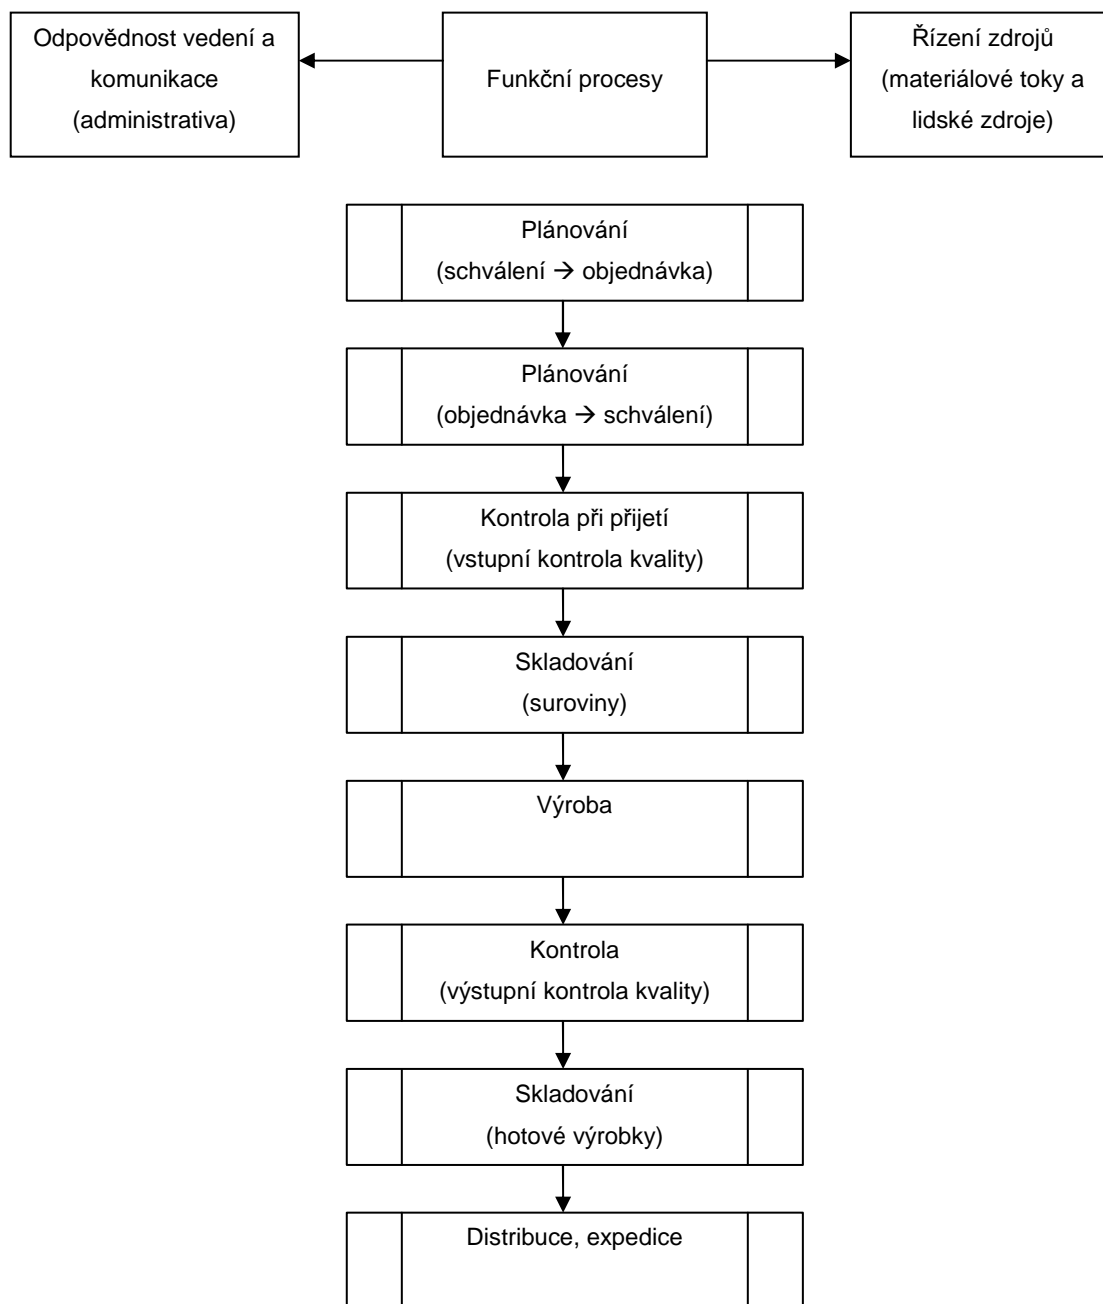 Odpovědnost vedení a
komunikace
(administrativa)
Funkční procesy
Řízení zdrojů
(materiálové toky a
lidské zdroje)
Plánování
(schválení → objednávka)
Plánování
(objednávka → schválení)
Kontrola při přijetí
(vstupní kontrola kvality)
Skladování
(suroviny)
Výroba
Kontrola
(výstupní kontrola kvality)
Skladování
(hotové výrobky)
Distribuce, expedice